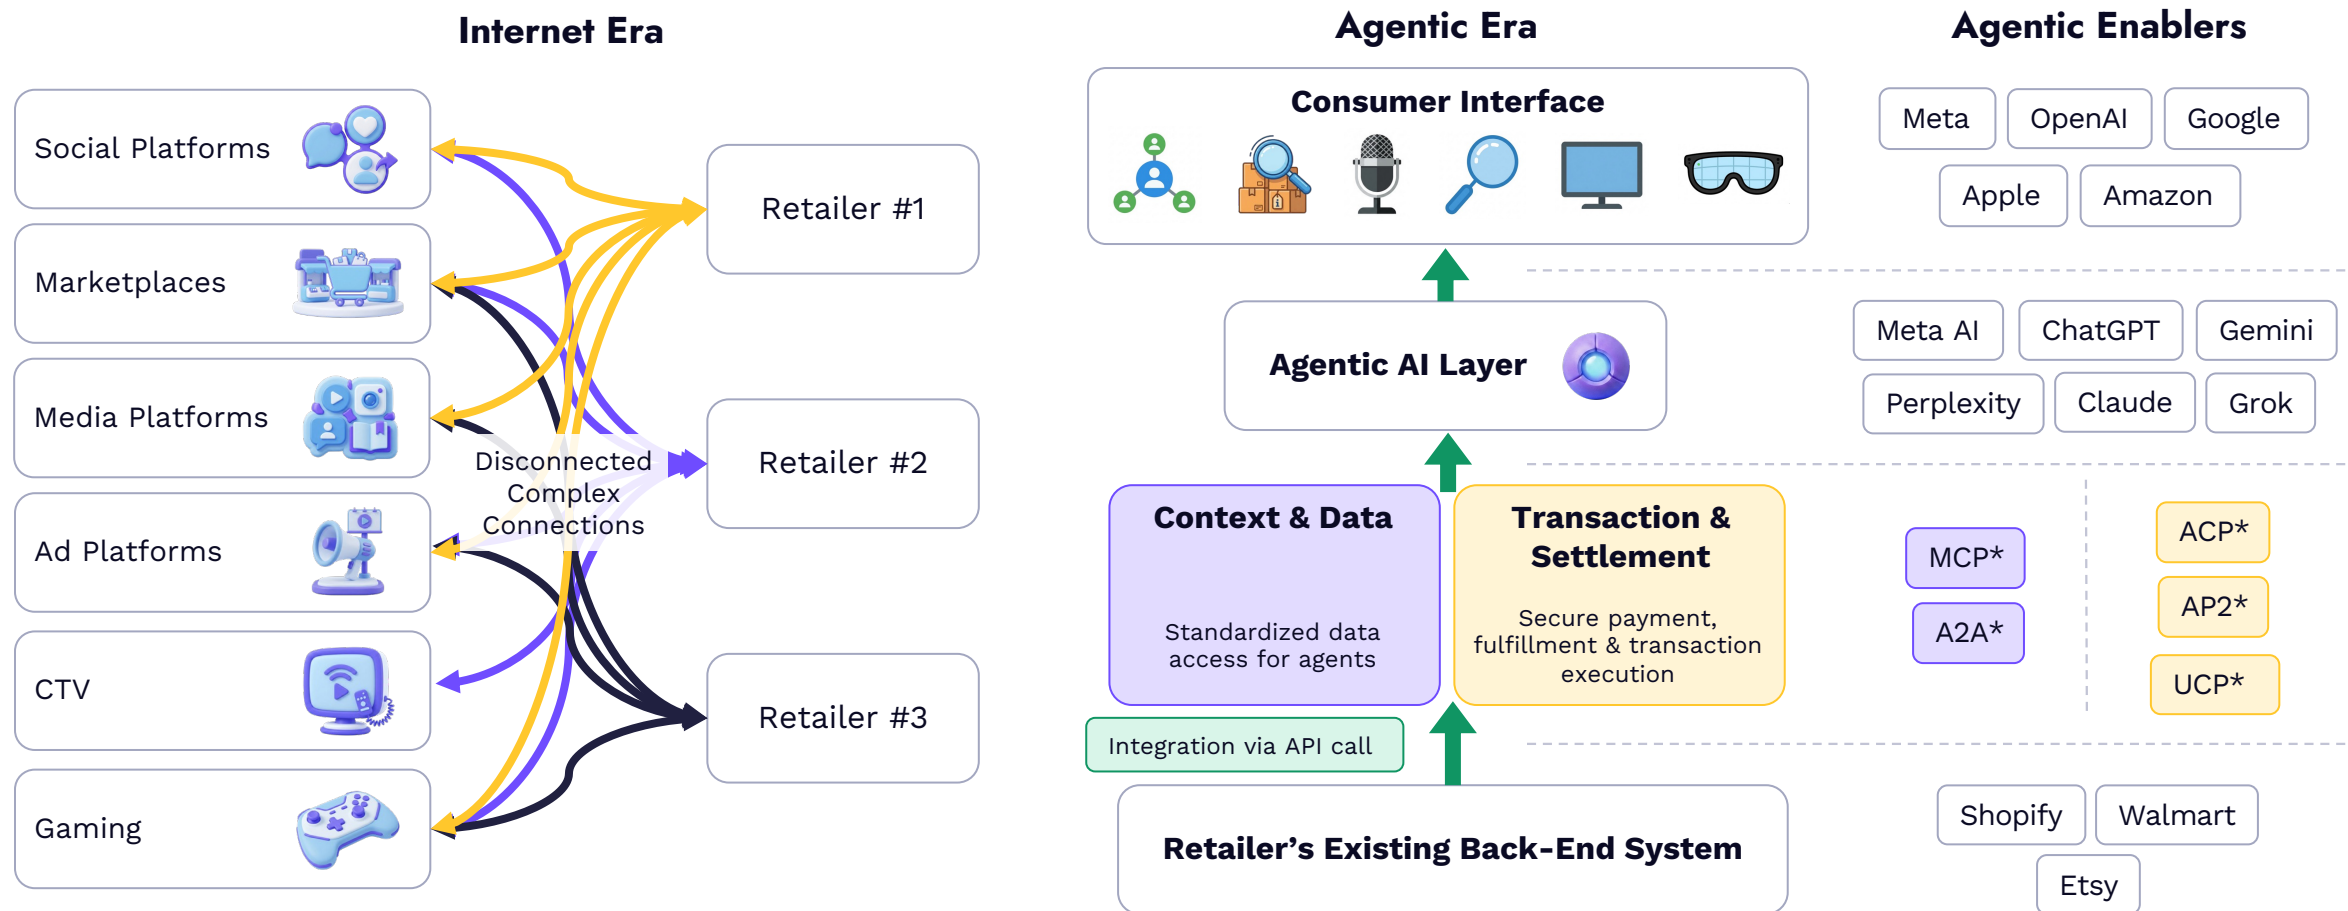 Internet Era
Social Platforms
Marketplaces
Media Platforms
Ad Platforms
CTV
Gaming
Disconnected
Complex
Connections
Retailer #1
Retailer #2
Retailer #3
Agentic Era
Consumer Interface
Agentic AI Layer
Context & Data
Standardized data
access for agents
Transaction &
Settlement
Secure payment,
fulfillment & transaction
execution
Integration via API call
Retailer’s Existing Back-End System
Agentic Enablers
Meta OpenAI Google
Apple Amazon
Meta AI ChatGPT Gemini
Perplexity Claude Grok
MCP*
A2A*
ACP*
AP2*
UCP*
Shopify Walmart
Etsy